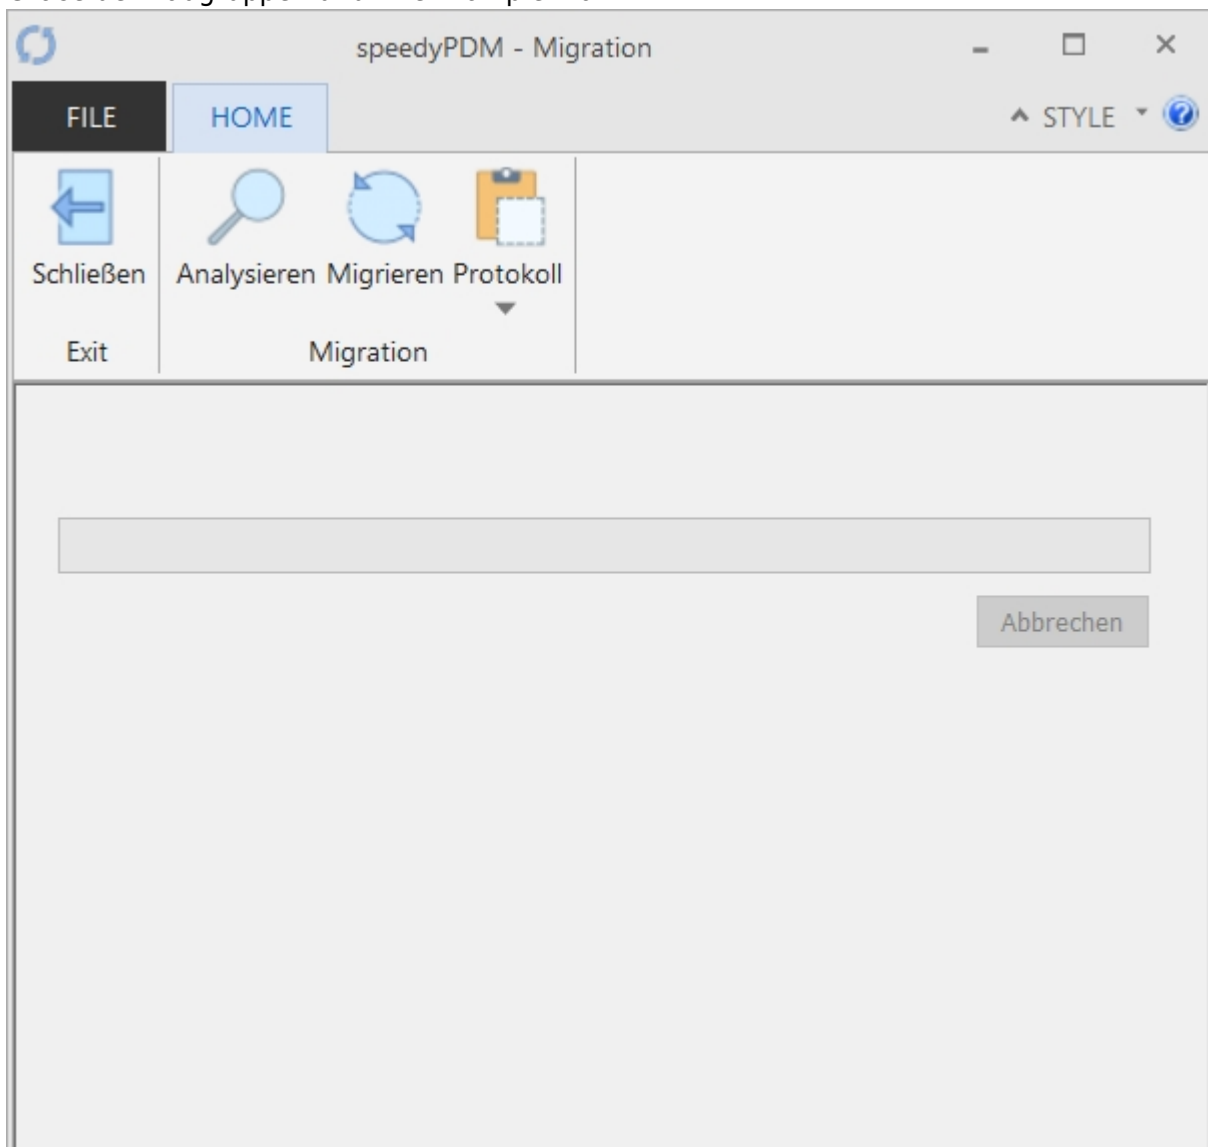 speedyPDM - Migration
FILE HOME STYLE
Schließen Analysieren Migrieren Protokoll
Exit Migration
Abbrechen